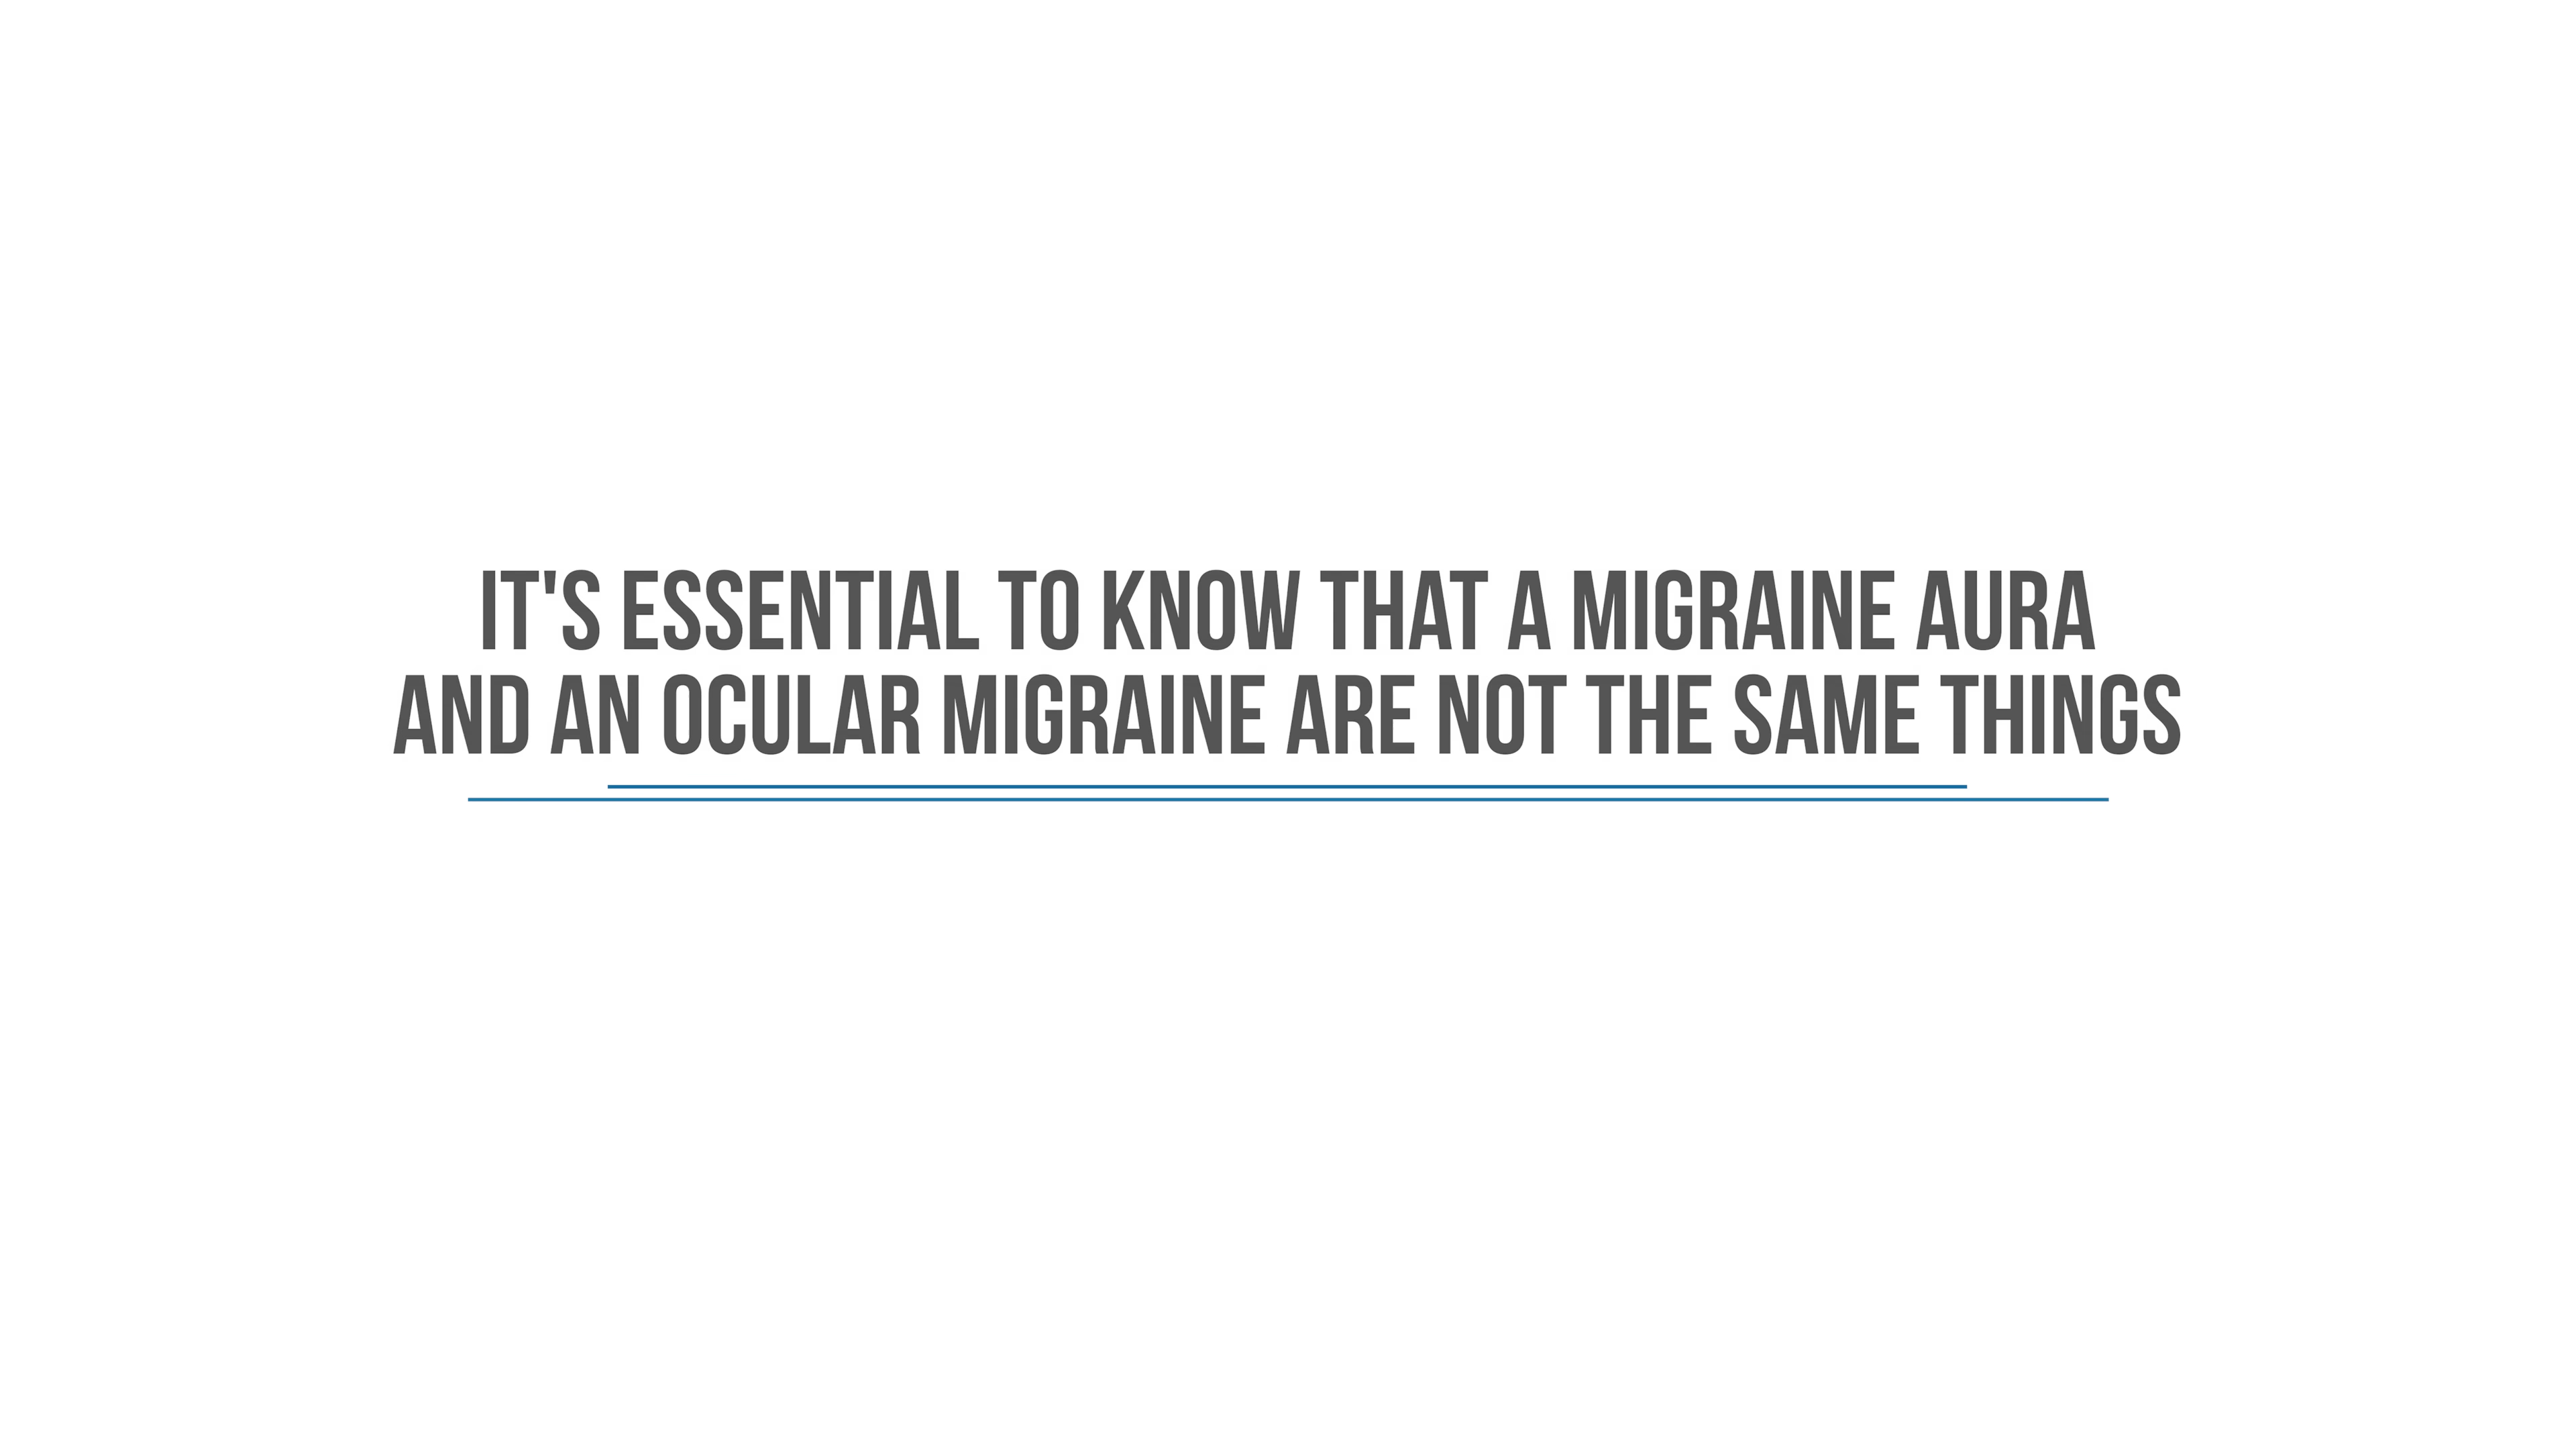 IT'S ESSENTIAL TO KNOW THAT A MIGRAINE AURA
AND AN OCULAR MIGRAINE ARE NOT THE SAME THINGS